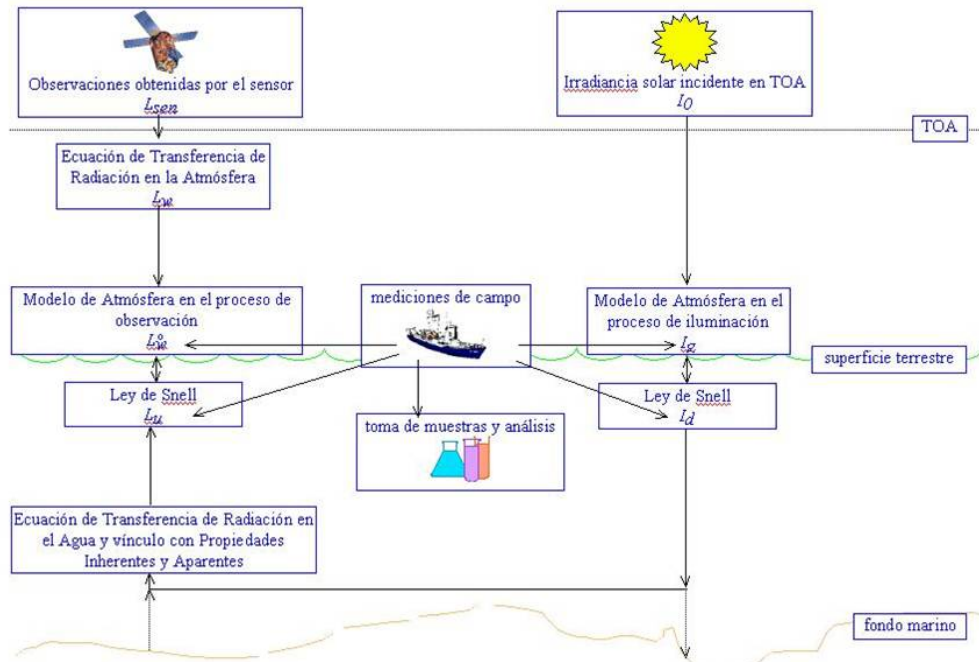 Observaciones obtenidas por el sensor
Lsen
Irradiancia solar incidente en TOA
I0
TOA
Ecuación de Transferencia de
Radiación en la Atmósfera
Lw
Modelo de Atmósfera en el proceso de
observación
L°w
mediciones de campo
Modelo de Atmósfera en el
proceso de iluminación
Ig
superficie terrestre
Ley de Snell
Lu
Ley de Snell
Id
toma de muestras y análisis
Ecuación de Transferencia de Radiación en
el Agua y vínculo con Propiedades
Inherentes y Aparentes
fondo marino